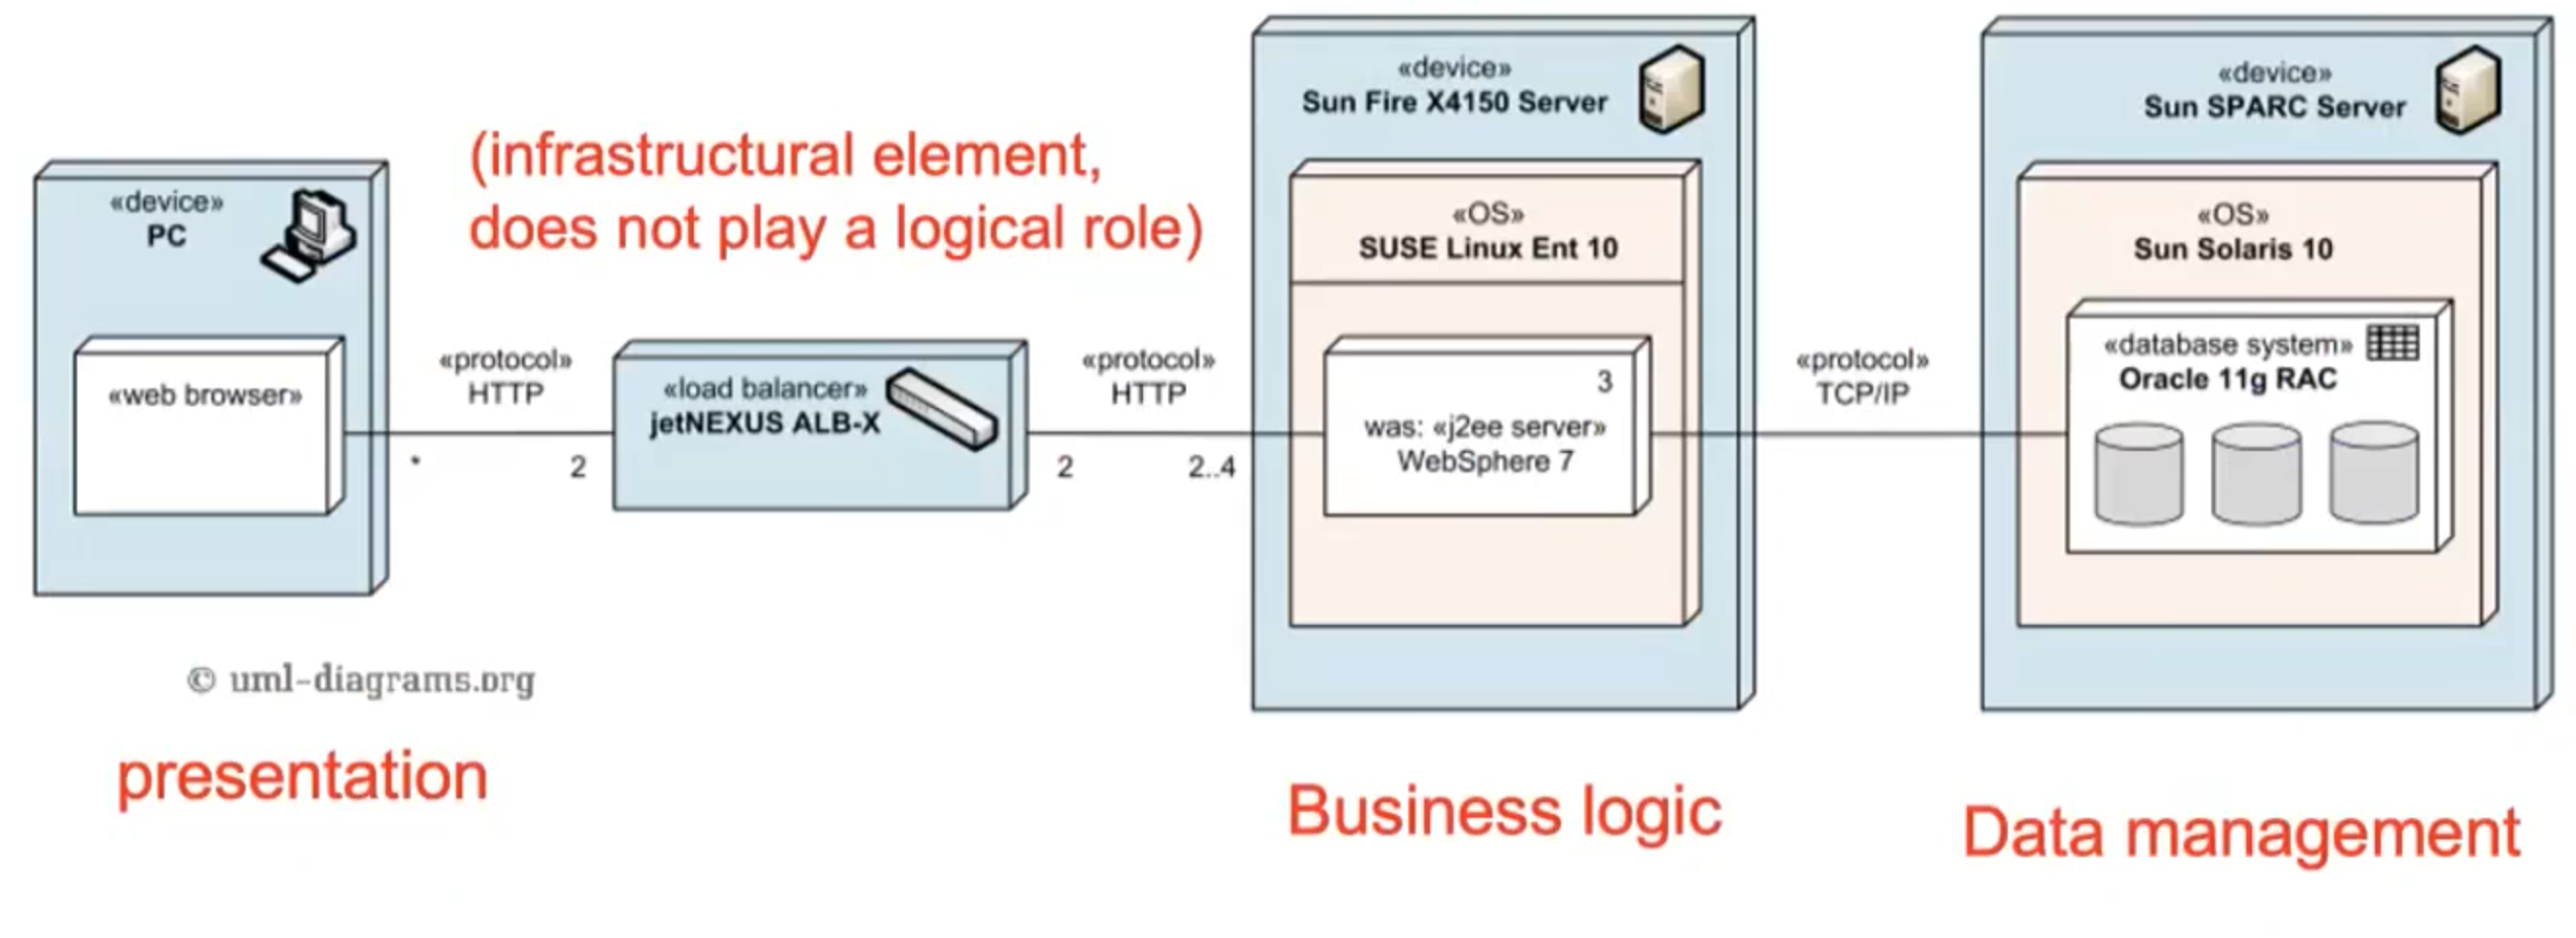 «device»
PC
«web browser»
(infrastructural element,
does not play a logical role)
«protocol»
HTTP
*
2
«load balancer»
jetNEXUS ALB-X
«protocol»
HTTP
2
2..4
«device»
Sun Fire X4150 Server
«OS»
SUSE Linux Ent 10
3
was: «j2ee server»
WebSphere 7
«protocol»
TCP/IP
«device»
Sun SPARC Server
«OS»
Sun Solaris 10
«database system»
Oracle 11g RAC
© uml-diagrams.org
presentation
Business logic
Data management